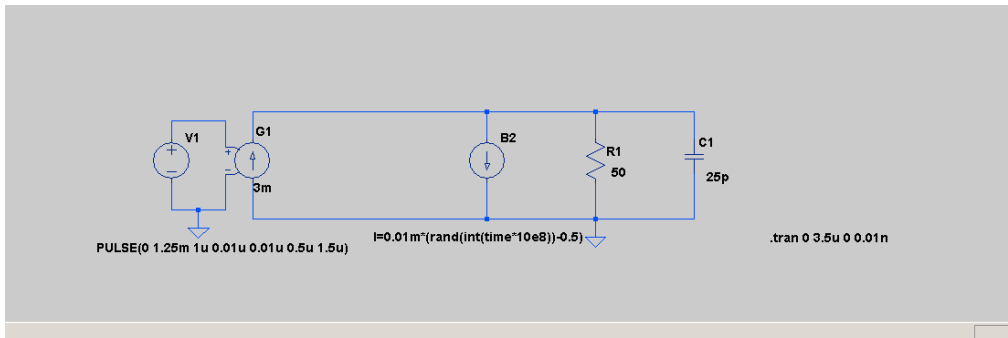 V1
G1
3m
B2
R1
50
C1
25p
PULSE(0 1.25m 1u 0.01u 0.01u 0.5u 1.5u)
I=0.01m*(rand(int(time*10e8))-0.5)
.tran 0 3.5u 0 0.01n